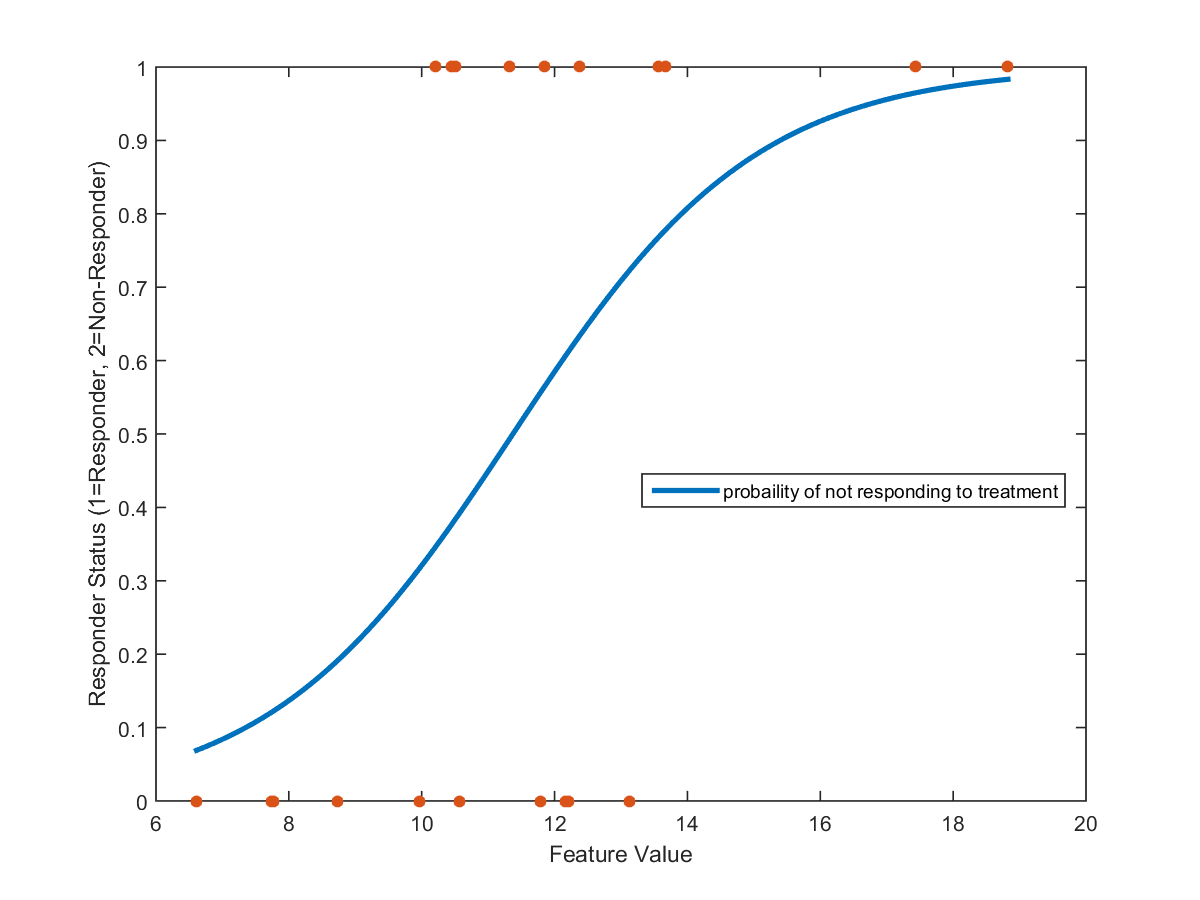 Responder Status (1=Responder, 2=Non-Responder)
1
0.9
0.8
0.7
0.6
0.5
0.4
0.3
0.2
0.1
0
probaility of not responding to treatment
6 8 10 12 14 16 18 20
Feature Value